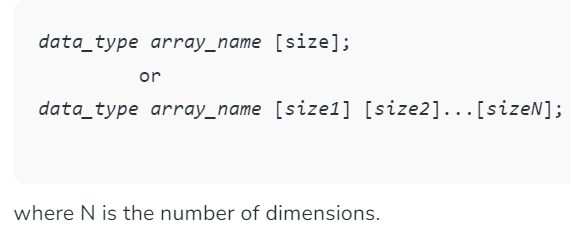 data_type array_name [size];
or
data_type array_name [size1] [size2]...[sizeN];
where N is the number of dimensions.